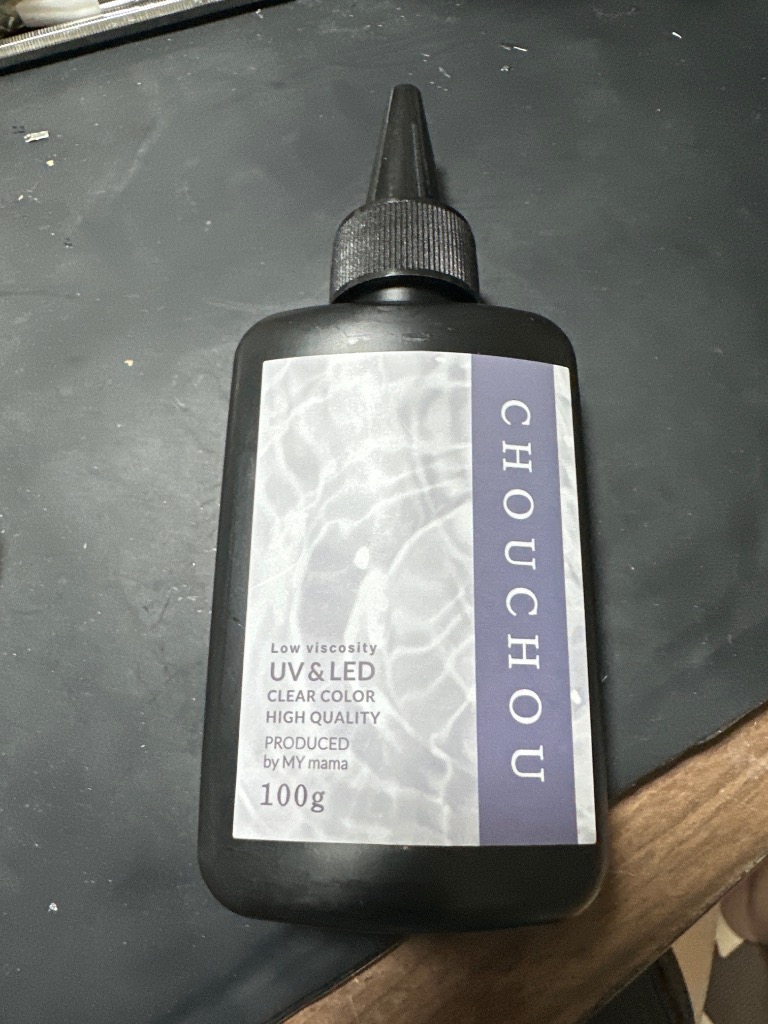 CHOUCHOU
Low viscosity
UV & LED
CLEAR COLOR
HIGH QUALITY
PRODUCED
by MY mama
100g